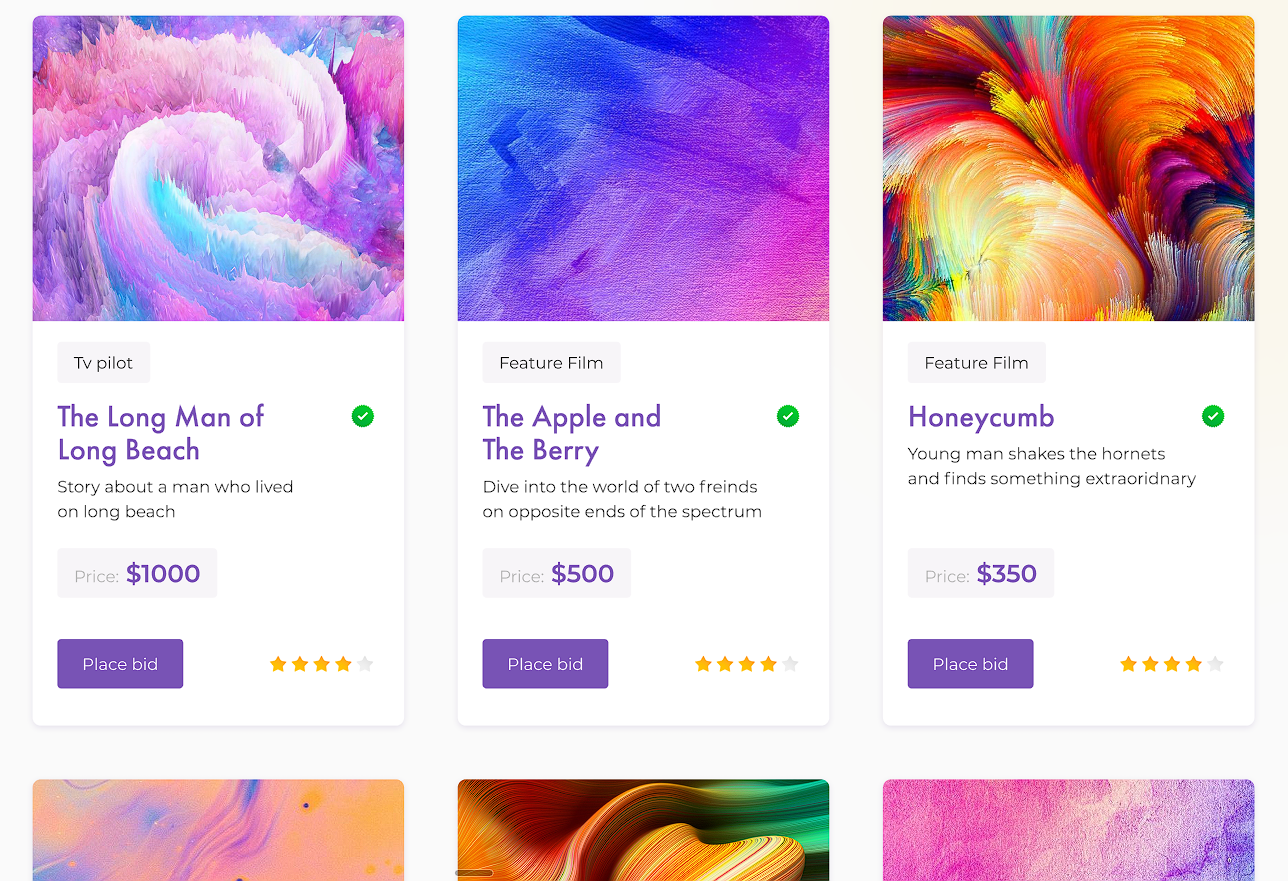 Tv pilot
The Long Man of
Long Beach
Story about a man who lived
on long beach
Price: $1000
Place bid
Feature Film
The Apple and
The Berry
Dive into the world of two freinds
on opposite ends of the spectrum
Price: $500
Place bid
Feature Film
Honeycumb
Young man shakes the hornets
and finds something extraoridnary
Price: $350
Place bid